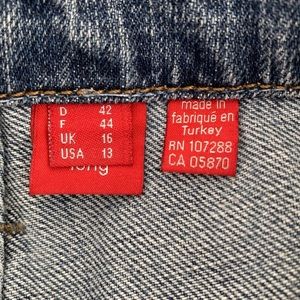 D 42
F 44
UK 16
USA 13
long
made in
fabriqué en
Turkey
RN 107288
CA 05870